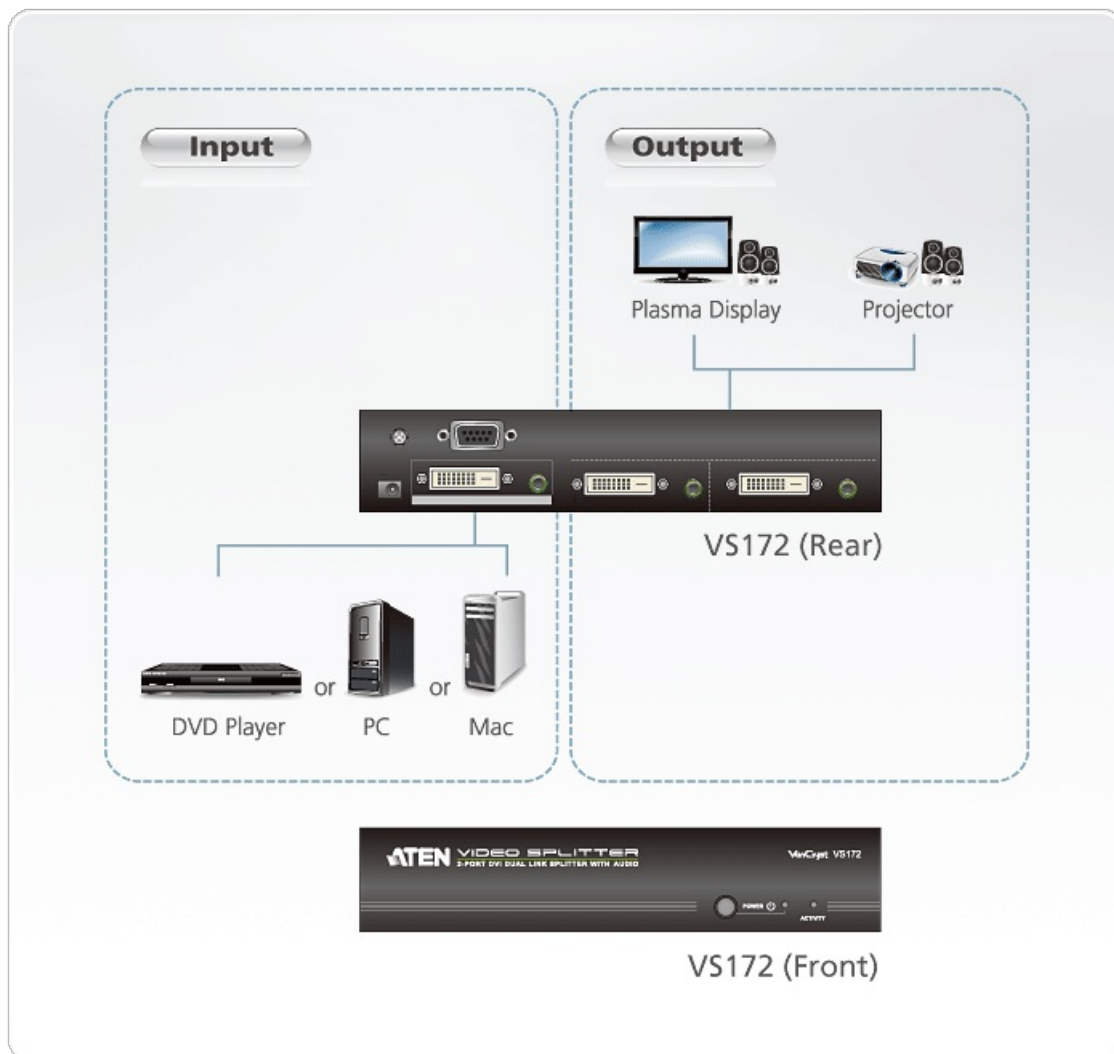 Input
Output
Plasma Display
Projector
VS172 (Rear)
or
or
DVD Player
PC
Mac
ATEN VIDEO SPLITTER
2-PORT DVI DUAL LINK SPLITTER WITH AUDIO
VanCryst VS172
POWER
ACTIVITY
VS172 (Front)